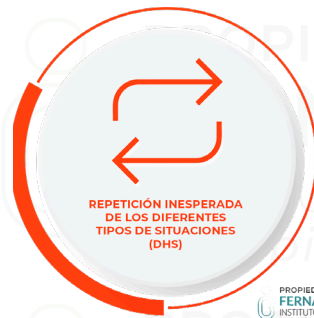 REPETICIÓN INESPERADA
DE LOS DIFERENTES
TIPOS DE SITUACIONES
(DHS)